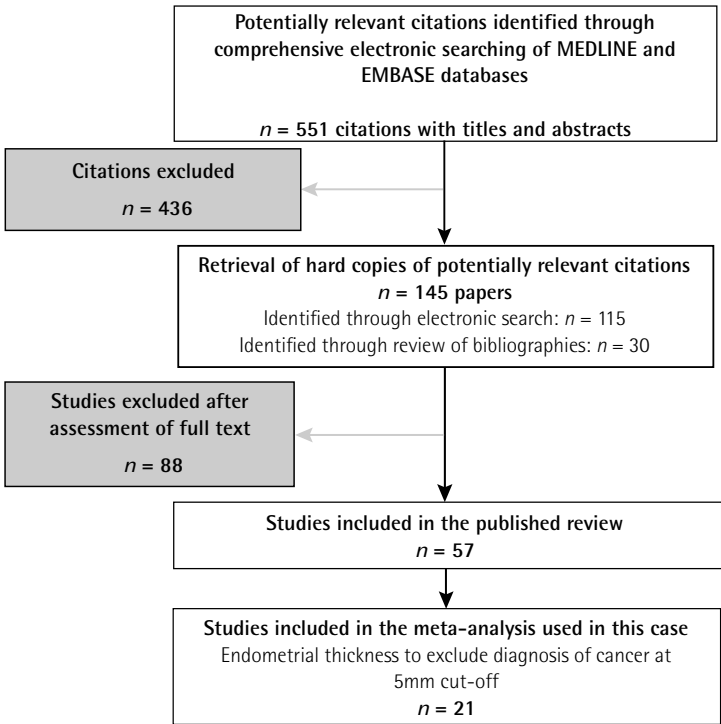 Potentially relevant citations identified through
comprehensive electronic searching of MEDLINE and
EMBASE databases
n = 551 citations with titles and abstracts
Citations excluded
n = 436
Retrieval of hard copies of potentially relevant citations
n = 145 papers
Identified through electronic search: n = 115
Identified through review of bibliographies: n = 30
Studies excluded after
assessment of full text
n = 88
Studies included in the published review
n = 57
Studies included in the meta-analysis used in this case
Endometrial thickness to exclude diagnosis of cancer at
5mm cut-off
n = 21